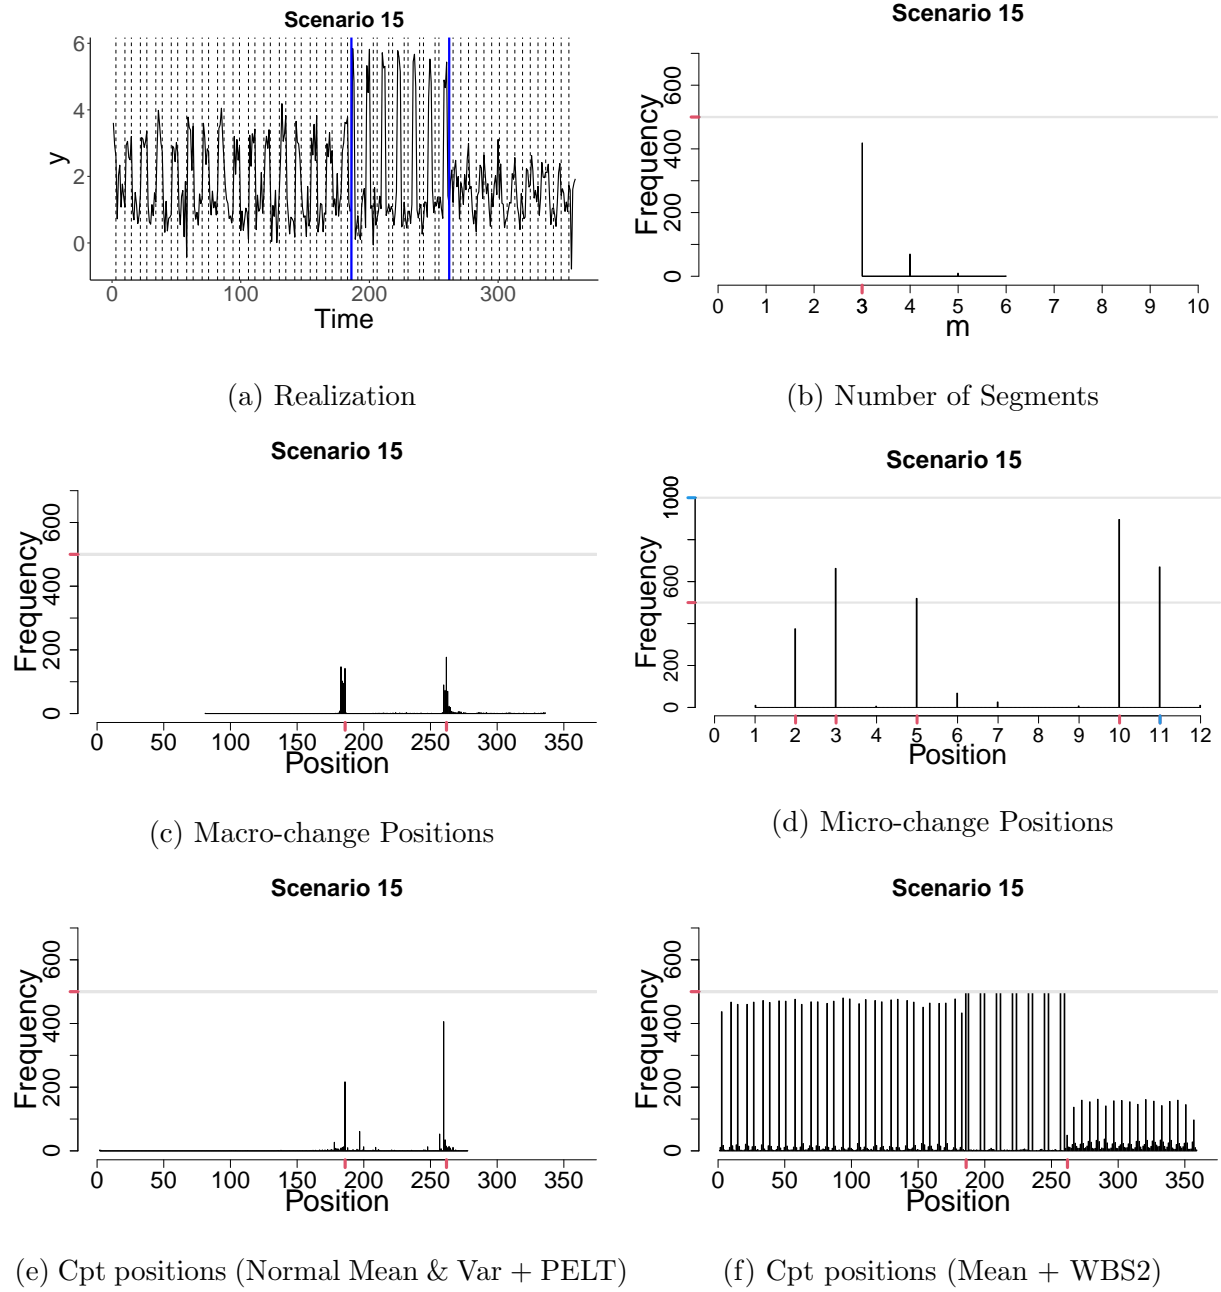 Scenario 15
y
6
4
2
0
0 100 200 300
Time
(a) Realization
Scenario 15
Frequency
0 200 400 600
0 1 2 3 4 5 6 7 8 9 10
m
(b) Number of Segments
Scenario 15
Frequency
0 200 400 600
0 50 100 150 200 250 300 350
Position
(c) Macro-change Positions
Scenario 15
Frequency
0 200 600 1000
0 1 2 3 4 5 6 7 8 9 10 11 12
Position
(d) Micro-change Positions
Scenario 15
Frequency
0 200 400 600
0 50 100 150 200 250 300 350
Position
(e) Cpt positions (Normal Mean & Var + PELT)
Scenario 15
Frequency
0 200 400 600
0 50 100 150 200 250 300 350
Position
(f) Cpt positions (Mean + WBS2)